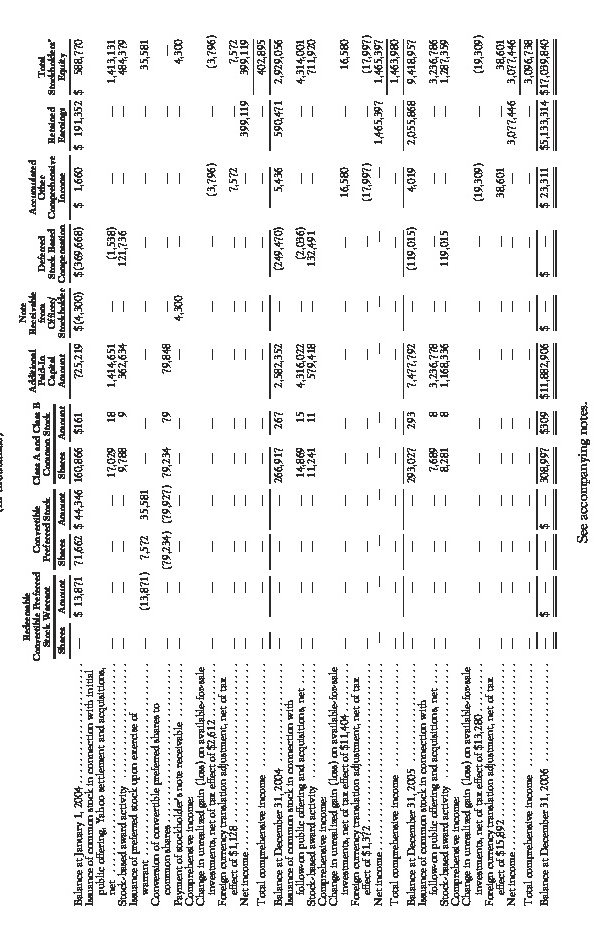 Redeemable Convertible Preferred Stock Warrant Convertible Preferred Stock Class A and Class B Common Stock Additional Paid-In Capital Note Receivable from Officer/ Stockholder Deferred Stock Based Compensation Accumulated Other Comprehensive Income Retained Earnings Total Stockholders' Equity
Shares Amount Shares Amount Shares Amount Amount
Balance at January 1, 2004 — $ 13,871 71,662 $ 44,346 160,866 $161 725,219 $(4,300) $(369,668) $ 1,660 $ 191,352 $ 588,770
Issuance of common stock in connection with initial
public offering, Yahoo settlement and acquisitions,
net — — — — 17,029 18 1,414,651 — (1,538) — — 1,413,131
Stock-based award activity — — — — 9,788 9 362,634 — 121,736 — — 484,379
Issuance of preferred stock upon exercise of
warrant — (13,871) 7,572 35,581 — — — — — — — 35,581
Conversion of convertible preferred shares to
common shares — — (79,234) (79,927) 79,234 79 79,848 — — — — —
Payment of stockholder's note receivable — — — — — — — 4,300 — — — 4,300
Comprehensive income:
Change in unrealized gain (loss) on available-for-sale
investments, net of tax effect of $2,612 — — — — — — — — — (3,796) — (3,796)
Foreign currency translation adjustment, net of tax
effect of $1,128 — — — — — — — — — 7,572 — 7,572
Net income — — — — — — — — — — 399,119 399,119
Total comprehensive income — — — — — — — — — — — 402,895
Balance at December 31, 2004 — — — — 266,917 267 2,582,352 — (249,470) 5,436 590,471 2,929,056
Issuance of common stock in connection with
follow-on public offering and acquisitions, net — — — — 14,869 15 4,316,022 — (2,036) — — 4,314,001
Stock-based award activity — — — — 11,241 11 579,418 — 132,491 — — 711,920
Comprehensive income:
Change in unrealized gain (loss) on available-for-sale
investments, net of tax effect of $11,404 — — — — — — — — — 16,580 — 16,580
Foreign currency translation adjustment, net of tax
effect of $1,372 — — — — — — — — — (17,997) — (17,997)
Net income — — — — — — — — — — 1,465,397 1,465,397
Total comprehensive income — — — — — — — — — — — 1,463,980
Balance at December 31, 2005 — — — — 293,027 293 7,477,792 — (119,015) 4,019 2,055,868 9,418,957
Issuance of common stock in connection with
follow-on public offering and acquisitions, net — — — — 7,689 8 3,236,778 — — — — 3,236,786
Stock-based award activity — — — — 8,281 8 1,168,336 — 119,015 — — 1,287,359
Comprehensive income:
Change in unrealized gain (loss) on available-for-sale
investments, net of tax effect of $13,280 — — — — — — — — — (19,309) — (19,309)
Foreign currency translation adjustment, net of tax
effect of $15,892 — — — — — — — — — 38,601 — 38,601
Net income — — — — — — — — — — 3,077,446 3,077,446
Total comprehensive income — — — — — — — — — — — 3,096,738
Balance at December 31, 2006 — $ — — $ — 308,997 $309 $11,882,906 $ — $ — $ 23,311 $5,133,314 $17,039,840
See accompanying notes.